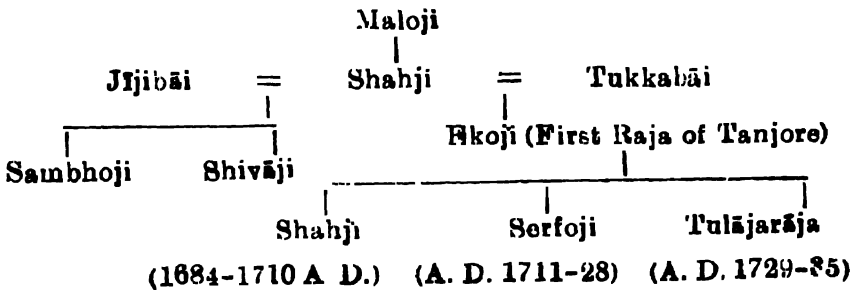 Maloji
Jījibāi = Shahji = Tukkabāi
Ekoji (First Raja of Tanjore)
Sambhoji Shivāji
Shahji Serfoji Tulājarāja
(1684-1710 A D.) (A. D. 1711-28) (A. D. 1729-35)